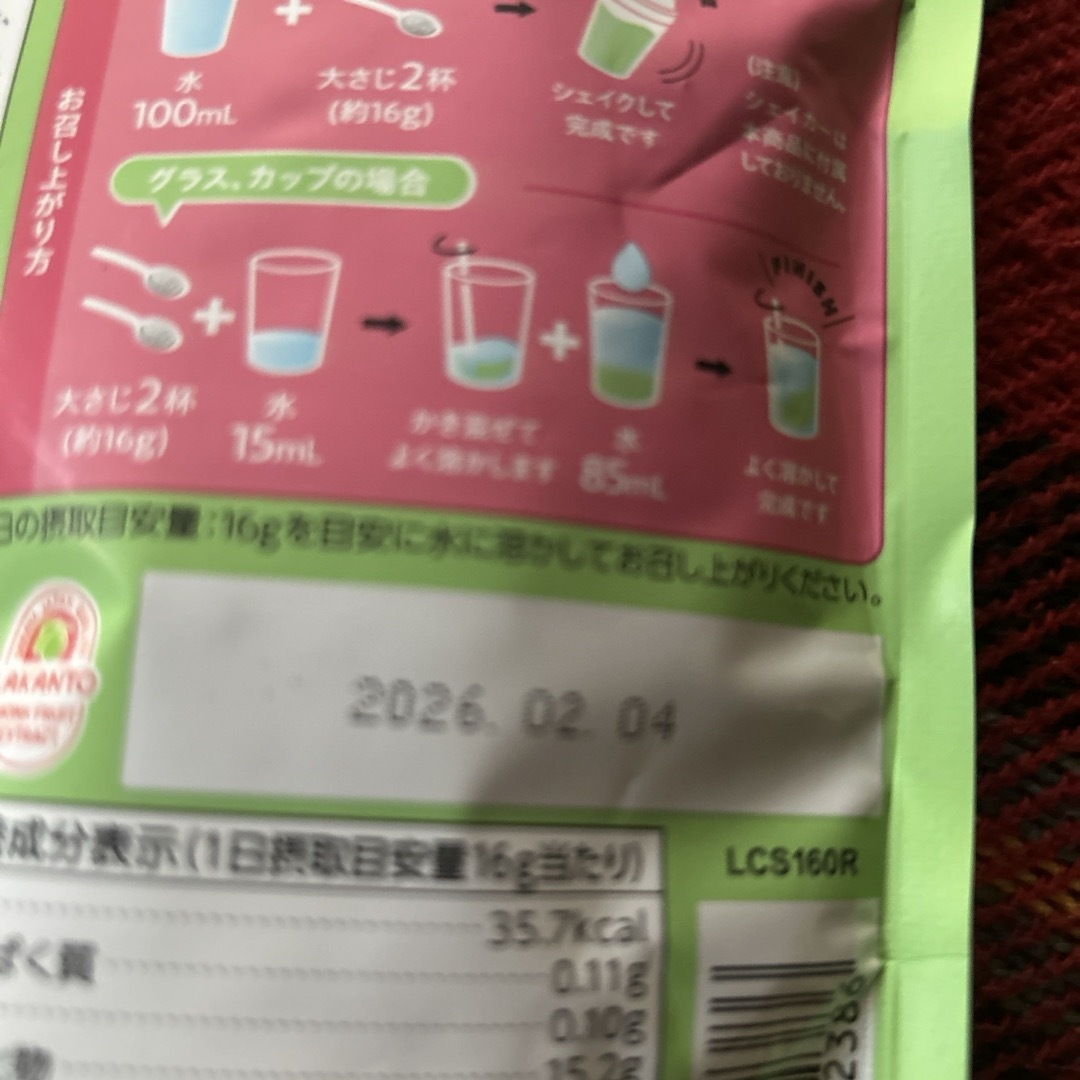 お召し上がり方
水
100mL
大さじ2杯
(約16g)
シェイクして
完成です
(注意)
シェイカーは
本商品に付属
しておりません。
グラス、カップの場合
大さじ2杯
(約16g)
水
15mL
かき混ぜて
よく溶かします
水
85mL
FINISH
よく溶かして
完成です
日の摂取目安量:16gを目安に水に溶かしてお召し上がりください。
AKANTO
EXTRACT
2026. 02. 04
成分表示(1日摂取目安量16g当たり)
35.7kcal
ぱく質
0.11g
0.10g
物
15.2g
LCS160R
2386